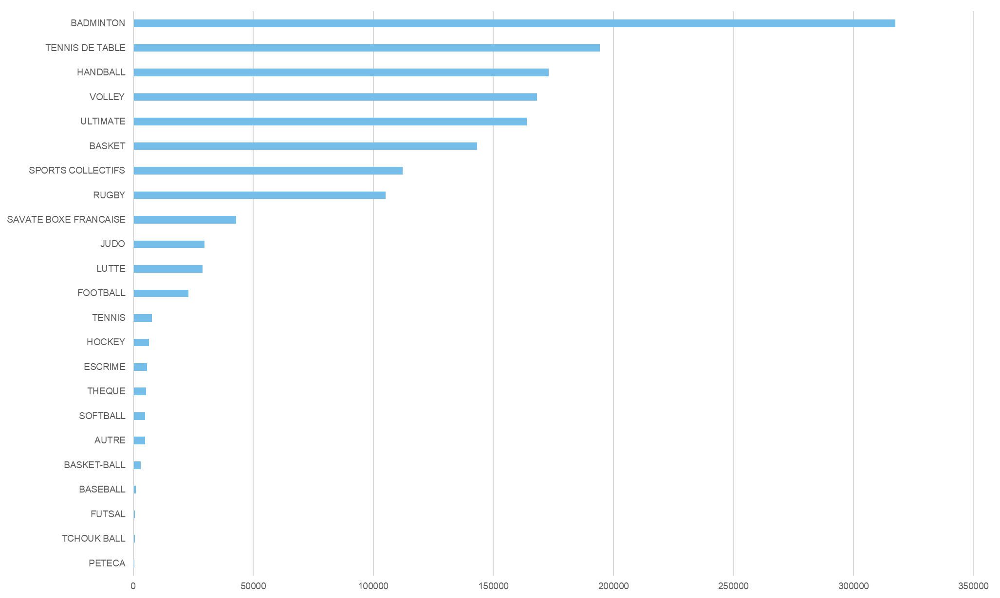 BADMINTON
TENNIS DE TABLE
HANDBALL
VOLLEY
ULTIMATE
BASKET
SPORTS COLLECTIFS
RUGBY
SAVATE BOXE FRANCAISE
JUDO
LUTTE
FOOTBALL
TENNIS
HOCKEY
ESCRIME
THEQUE
SOFTBALL
AUTRE
BASKET-BALL
BASEBALL
FUTSAL
TCHOUK BALL
PETECA
0 50000 100000 150000 200000 250000 300000 350000